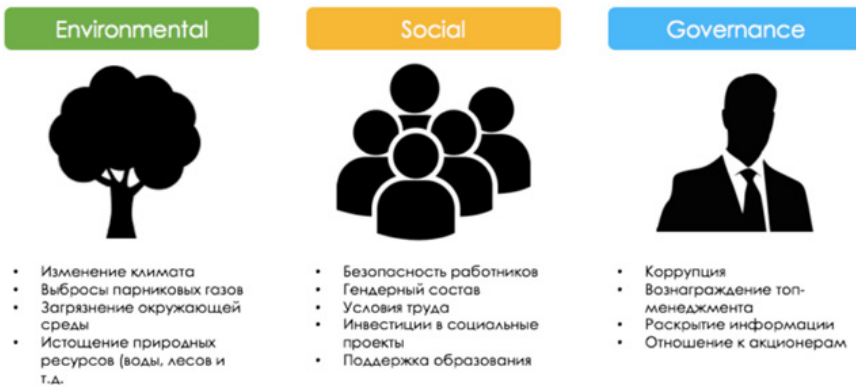 Environmental
Social
Governance
• Изменение климата
• Выбросы парниковых газов
• Загрязнение окружающей
среды
• Истощение природных
ресурсов (воды, лесов и
т.д.
• Безопасность работников
• Гендерный состав
• Условия труда
• Инвестиции в социальные
проекты
• Поддержка образования
• Коррупция
• Вознаграждение топ-
менеджмента
• Раскрытие информации
• Отношение к акционерам